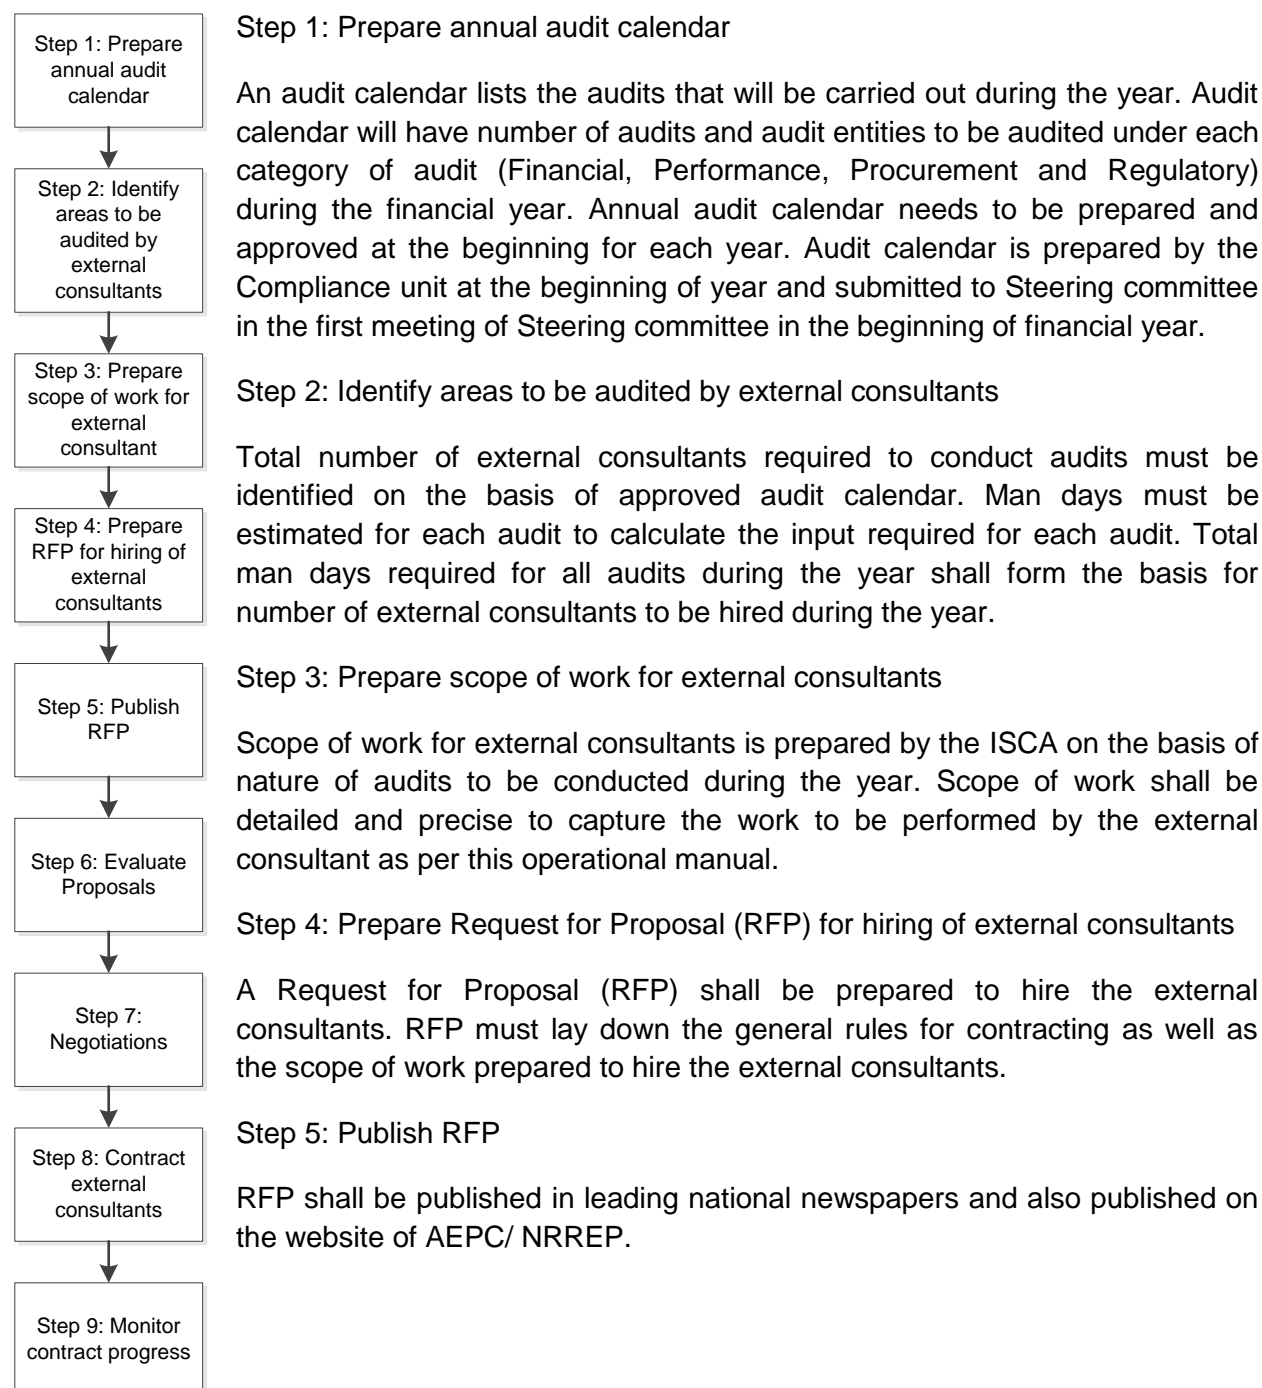 Step 1: Prepare
annual audit
calendar
Step 2: Identify
areas to be
audited by
external
consultants
Step 3: Prepare
scope of work for
external
consultant
Step 4: Prepare
RFP for hiring of
external
consultants
Step 5: Publish
RFP
Step 6: Evaluate
Proposals
Step 7:
Negotiations
Step 8: Contract
external
consultants
Step 9: Monitor
contract progress
Step 1: Prepare annual audit calendar
An audit calendar lists the audits that will be carried out during the year. Audit
calendar will have number of audits and audit entities to be audited under each
category of audit (Financial, Performance, Procurement and Regulatory)
during the financial year. Annual audit calendar needs to be prepared and
approved at the beginning for each year. Audit calendar is prepared by the
Compliance unit at the beginning of year and submitted to Steering committee
in the first meeting of Steering committee in the beginning of financial year.
Step 2: Identify areas to be audited by external consultants
Total number of external consultants required to conduct audits must be
identified on the basis of approved audit calendar. Man days must be
estimated for each audit to calculate the input required for each audit. Total
man days required for all audits during the year shall form the basis for
number of external consultants to be hired during the year.
Step 3: Prepare scope of work for external consultants
Scope of work for external consultants is prepared by the ISCA on the basis of
nature of audits to be conducted during the year. Scope of work shall be
detailed and precise to capture the work to be performed by the external
consultant as per this operational manual.
Step 4: Prepare Request for Proposal (RFP) for hiring of external consultants
A Request for Proposal (RFP) shall be prepared to hire the external
consultants. RFP must lay down the general rules for contracting as well as
the scope of work prepared to hire the external consultants.
Step 5: Publish RFP
RFP shall be published in leading national newspapers and also published on
the website of AEPC/ NRREP.